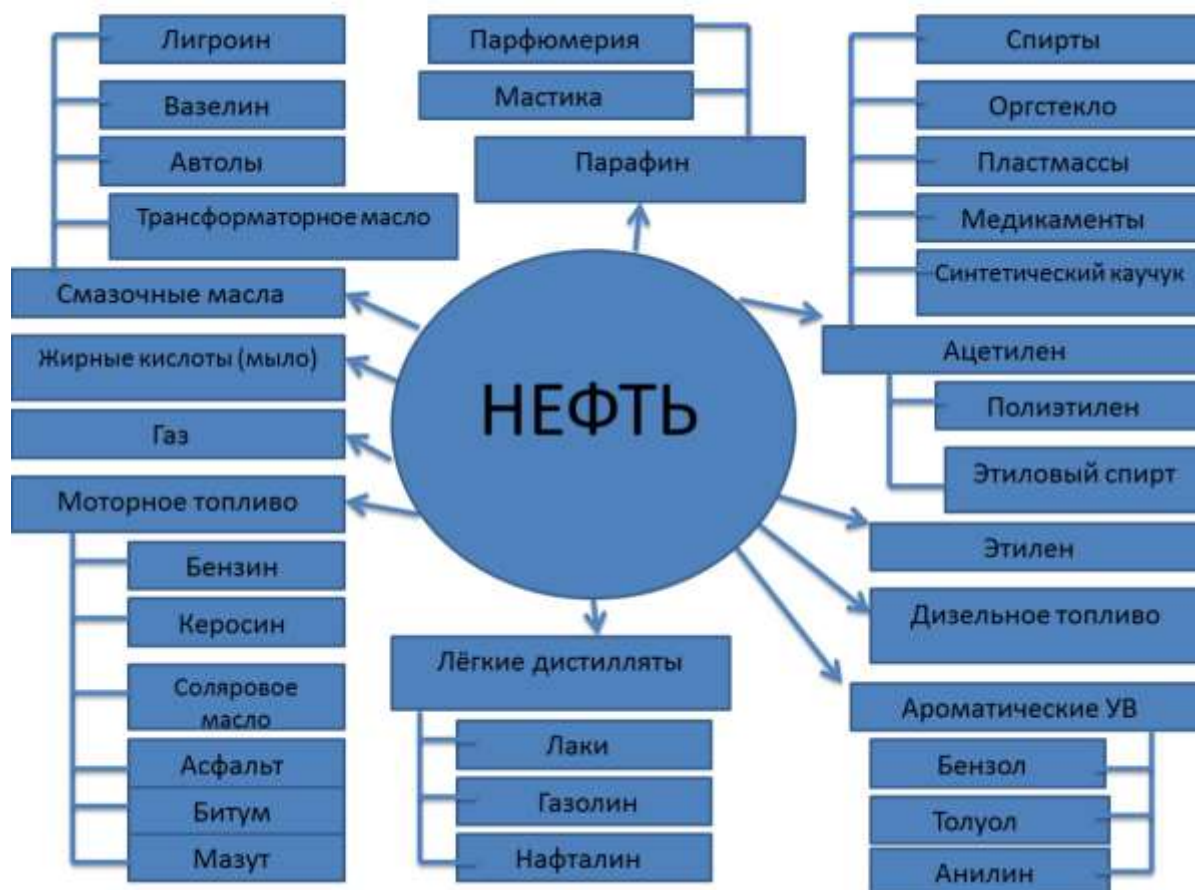 Лигроин
Вазелин
Автолы
Трансформаторное масло
Смазочные масла
Жирные кислоты (мыло)
Газ
Моторное топливо
Бензин
Керосин
Соляровое
масло
Асфальт
Битум
Мазут
Парфюмерия
Мастика
Парафин
НЕФТЬ
Лёгкие дистилляты
Лаки
Газолин
Нафталин
Спирты
Оргстекло
Пластмассы
Медикаменты
Синтетический каучук
Ацетилен
Полиэтилен
Этиловый спирт
Этилен
Дизельное топливо
Ароматические УВ
Бензол
Толуол
Анилин